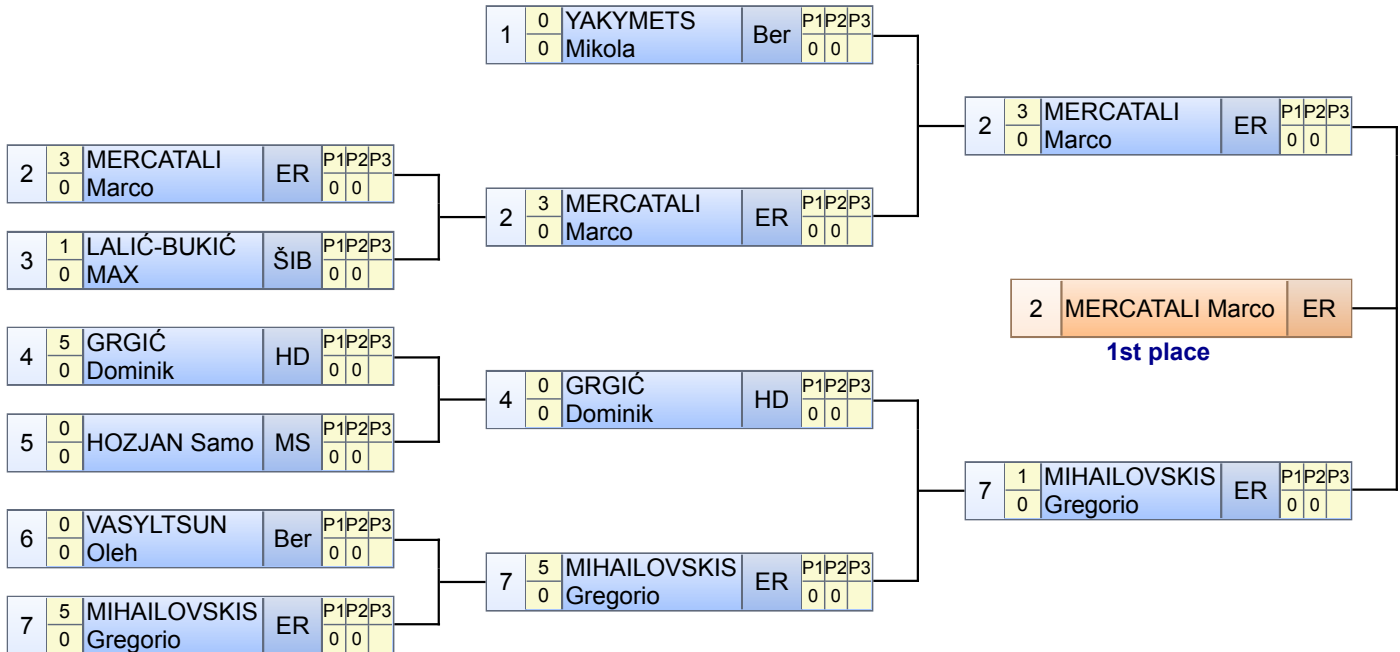 1 0 YAKYMETS Ber P1 P2 P3
0 Mikola 0 0
2 3 MERCATALI ER P1 P2 P3
0 Marco 0 0
2 3 MERCATALI ER P1 P2 P3
0 Marco 0 0
2 3 MERCATALI ER P1 P2 P3
0 Marco 0 0
3 1 LALIĆ-BUKIĆ ŠIB P1 P2 P3
0 MAX 0 0
2 MERCATALI Marco ER
1st place
4 5 GRGIĆ HD P1 P2 P3
0 Dominik 0 0
4 0 GRGIĆ HD P1 P2 P3
0 Dominik 0 0
5 0 HOZJAN Samo MS P1 P2 P3
0 0 0
7 1 MIHAILOVSKIS ER P1 P2 P3
0 Gregorio 0 0
6 0 VASYLTSUN Ber P1 P2 P3
0 Oleh 0 0
7 5 MIHAILOVSKIS ER P1 P2 P3
0 Gregorio 0 0
7 5 MIHAILOVSKIS ER P1 P2 P3
0 Gregorio 0 0